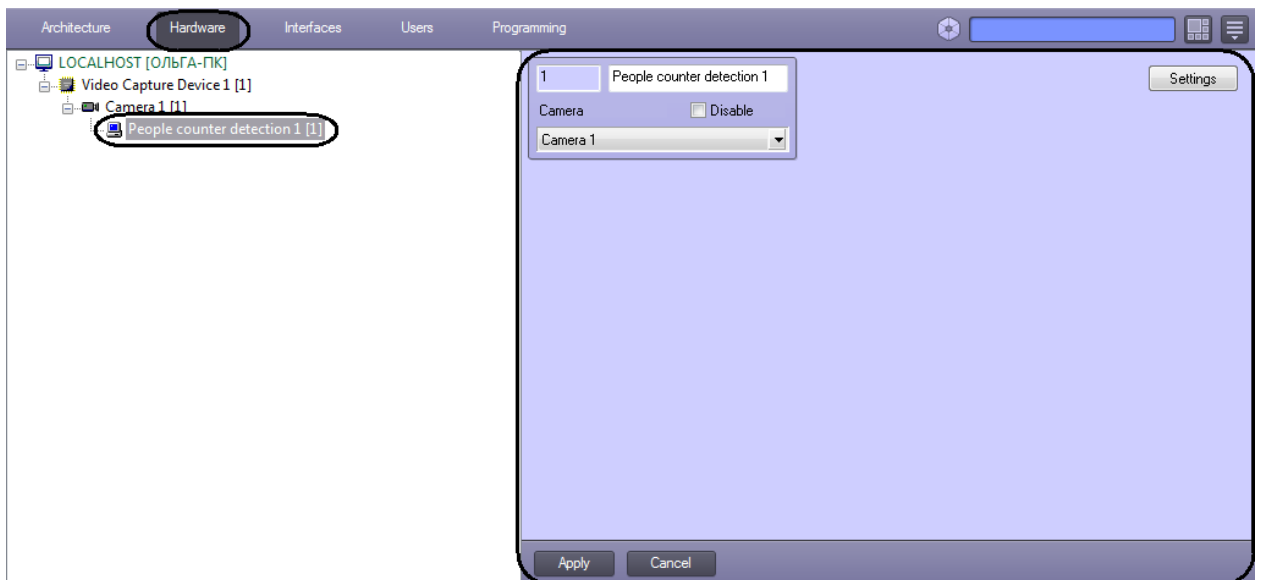 Architecture Hardware Interfaces Users Programming
LOCALHOST [ОЛЬГА-ПК]
Video Capture Device 1 [1]
Camera 1 [1]
People counter detection 1 [1]
1 People counter detection 1
Settings
Camera Disable
Camera 1
Apply Cancel